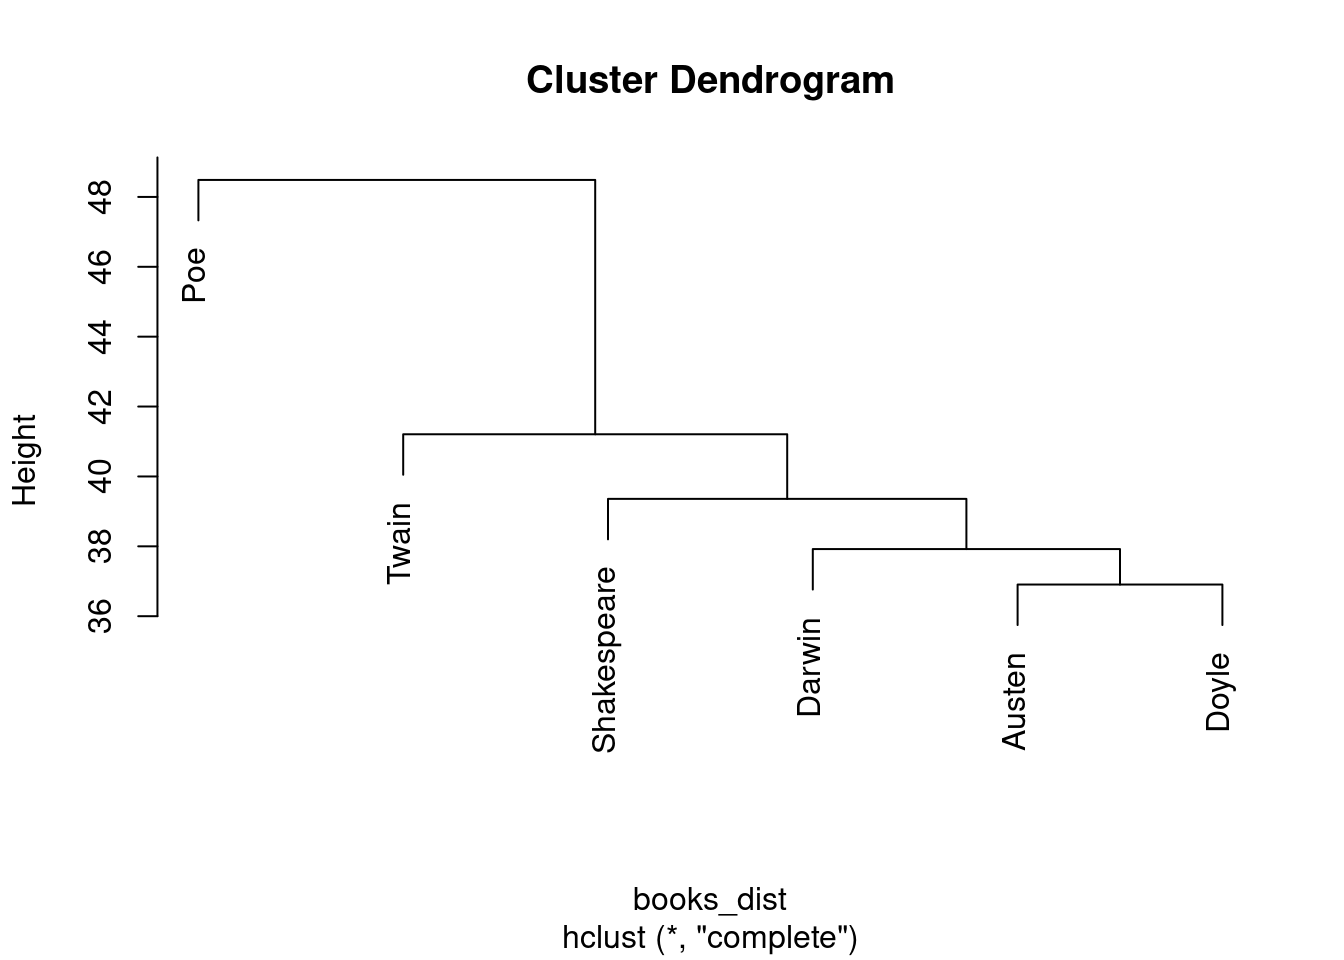 Cluster Dendrogram
Height
48
46
44
42
40
38
36
Poe
Twain
Shakespeare
Darwin
Austen
Doyle
books_dist
hclust (*, "complete")